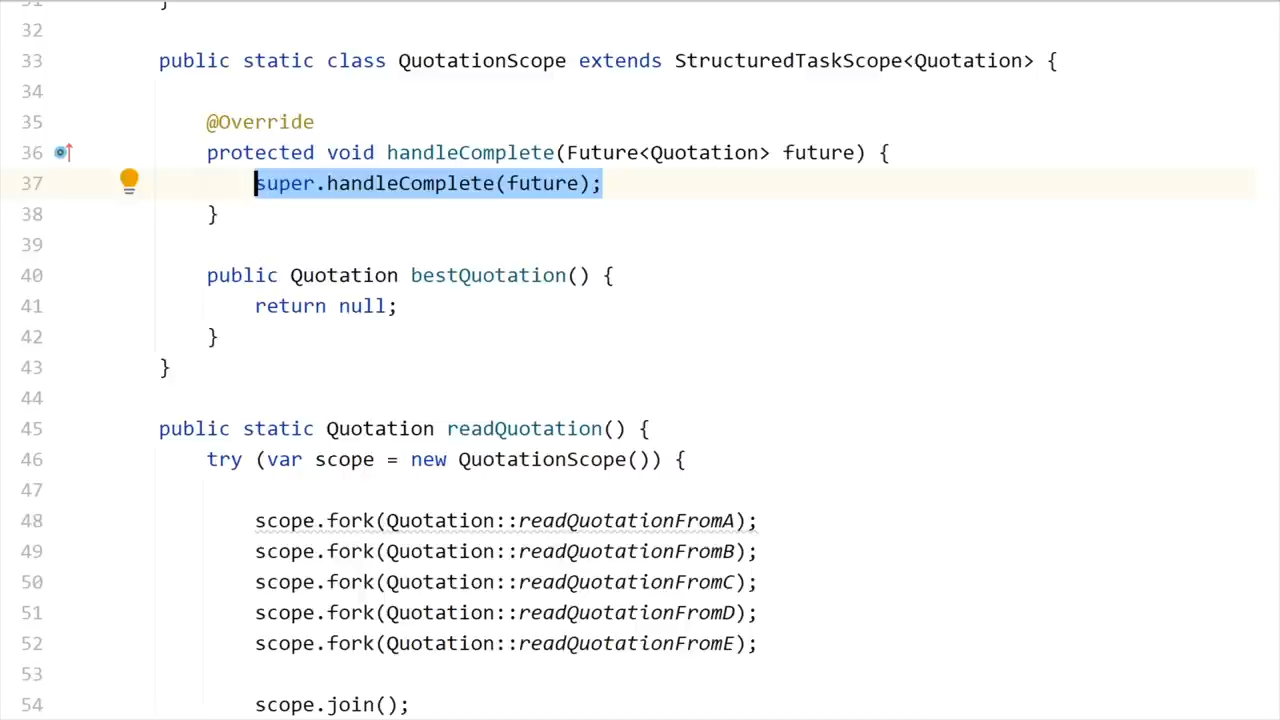 31 }
32
33 public static class QuotationScope extends StructuredTaskScope<Quotation> {
34
35 @Override
36 protected void handleComplete(Future<Quotation> future) {
37 super.handleComplete(future);
38 }
39
40 public Quotation bestQuotation() {
41 return null;
42 }
43 }
44
45 public static Quotation readQuotation() {
46 try (var scope = new QuotationScope()) {
47
48 scope.fork(Quotation::readQuotationFromA);
49 scope.fork(Quotation::readQuotationFromB);
50 scope.fork(Quotation::readQuotationFromC);
51 scope.fork(Quotation::readQuotationFromD);
52 scope.fork(Quotation::readQuotationFromE);
53
54 scope.join();